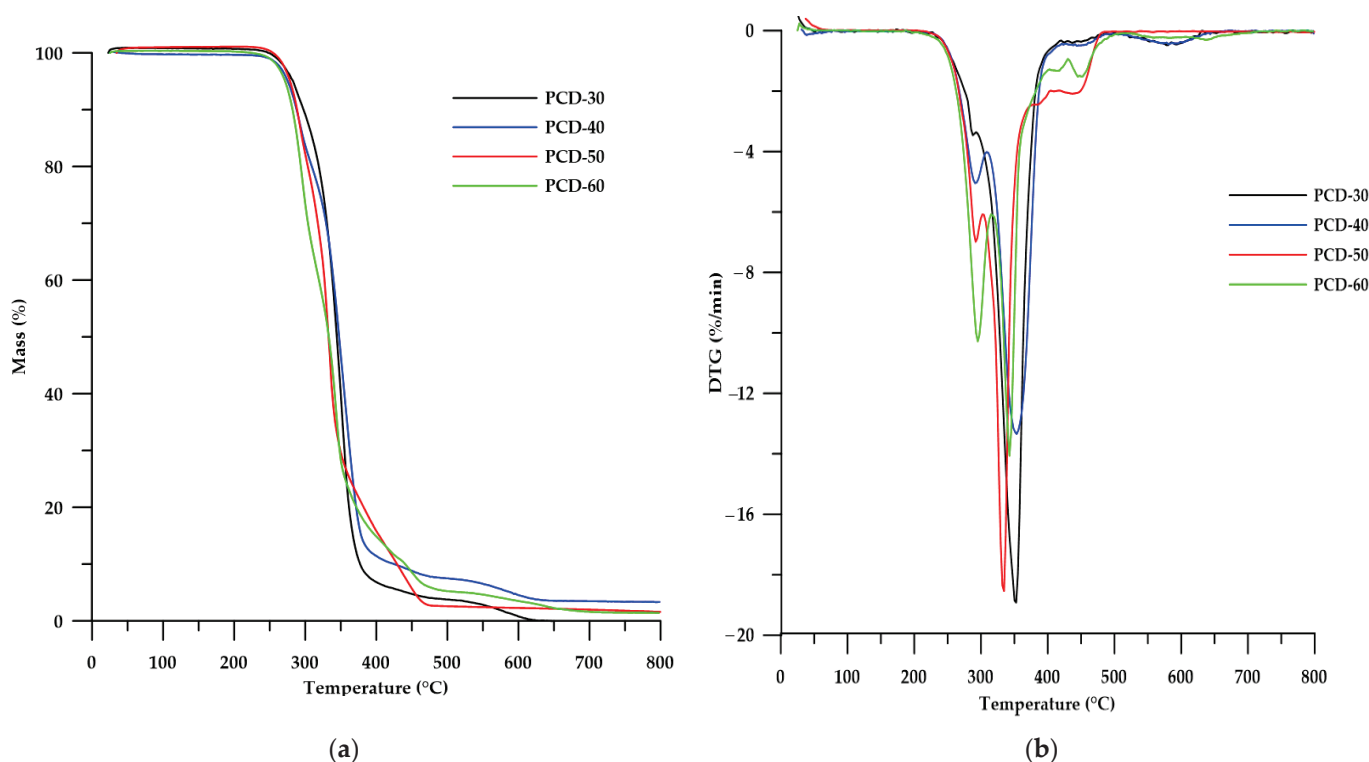 100
80
60
40
20
0
Mass (%)
0 100 200 300 400 500 600 700 800
Temperature (°C)
PCD-30
PCD-40
PCD-50
PCD-60
(a)
0
−4
−8
−12
−16
−20
DTG (%/min)
0 100 200 300 400 500 600 700 800
Temperature (°C)
PCD-30
PCD-40
PCD-50
PCD-60
(b)